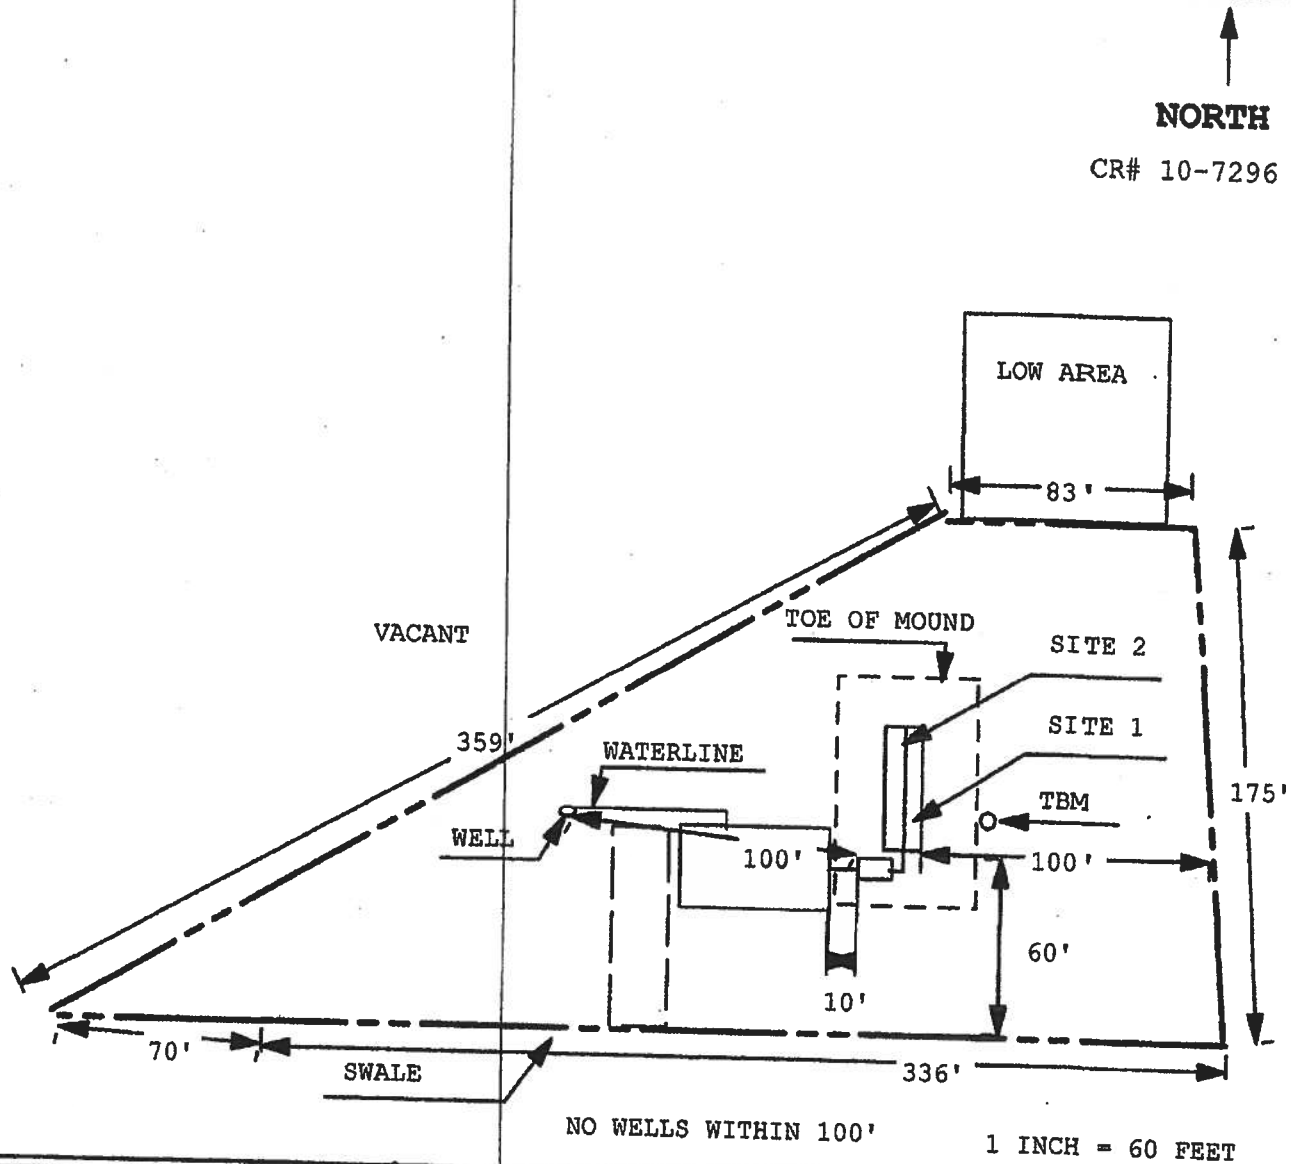 NORTH
CR# 10-7296
LOW AREA
83'
TOE OF MOUND
VACANT
SITE 2
SITE 1
359'
WATERLINE
175'
TBM
WELL
100'
100'
60'
10'
70'
336'
SWALE
NO WELLS WITHIN 100'
1 INCH = 60 FEET